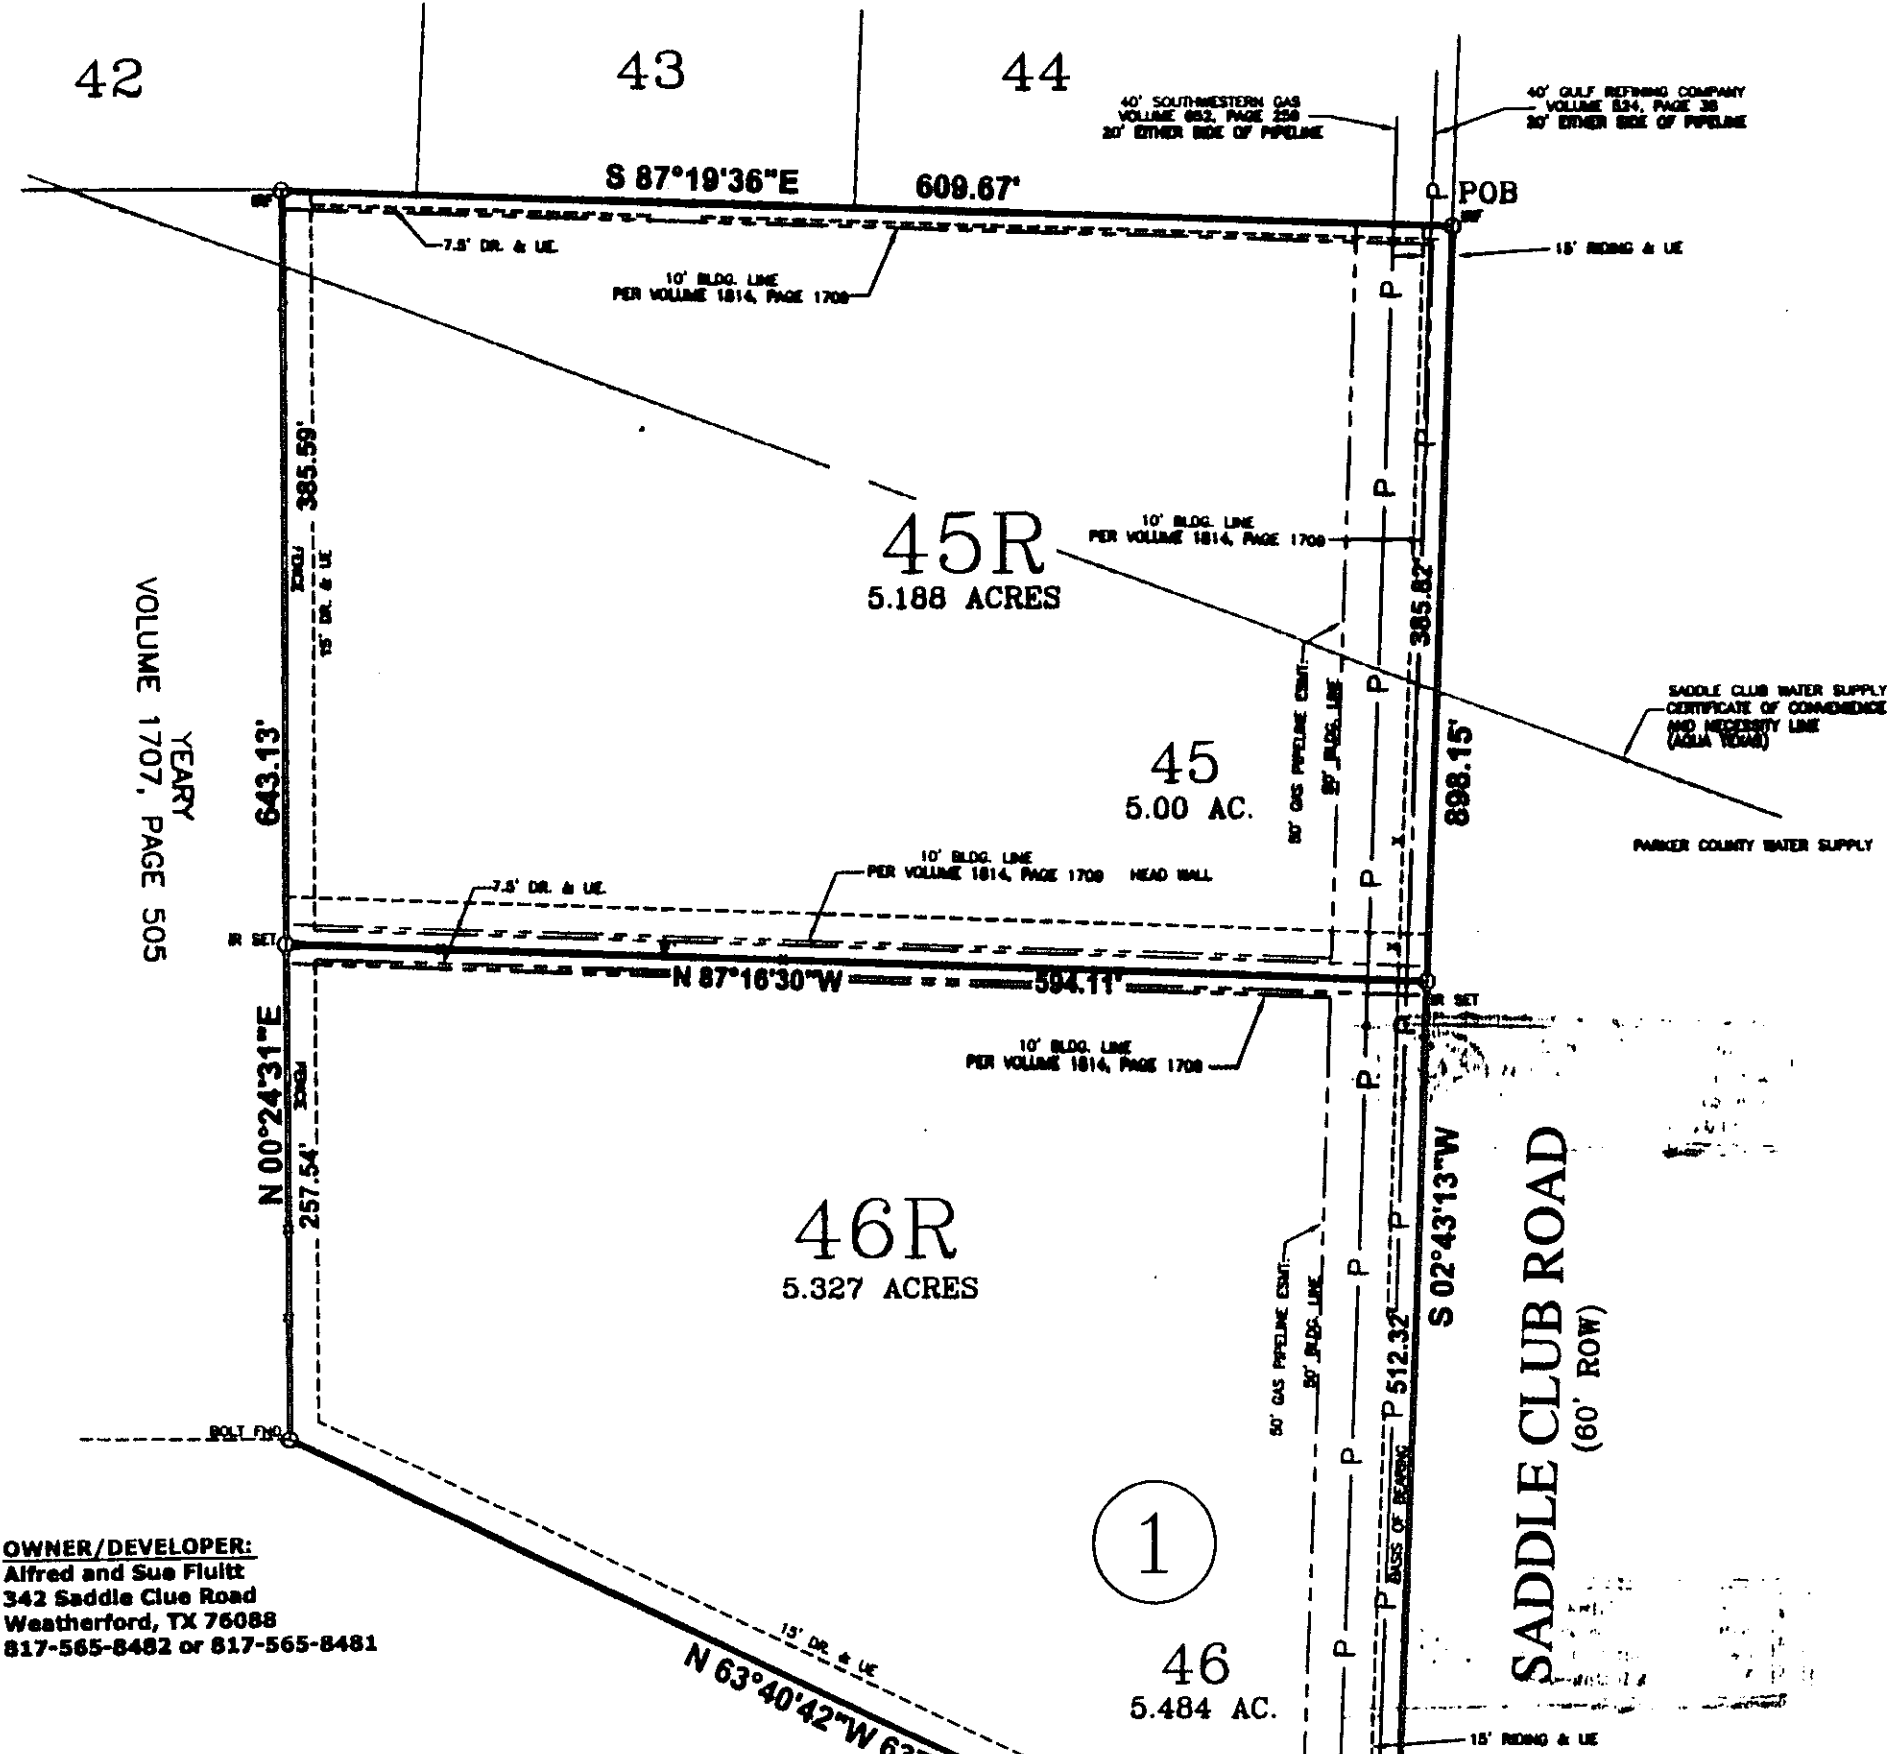 42
43
44
40' SOUTHWESTERN GAS
VOLUME 652, PAGE
20' EITHER SIDE OF PIPELINE
40' GULF REFINING COMPANY
VOLUME 524, PAGE 38
20' EITHER SIDE OF PIPELINE
S 87°19'36"E 609.67'
P POB
IRF
IRF
7.5' DR. & UE.
15' RIDING & UE
10' BLDG. LINE
PER VOLUME 1814, PAGE 1709
P
385.59'
P
P
45R
5.188 ACRES
10' BLDG. LINE
PER VOLUME 1814, PAGE 1709
FENCE
15' DR. & UE
385.82'
YEARY
VOLUME 1707, PAGE 505
50' GAS PIPELINE ESMT.
50' BLDG. LINE
P
SADDLE CLUB WATER SUPPLY
CERTIFICATE OF CONVENIENCE
AND NECESSITY LINE
(AQUA TEXAS)
643.13'
898.15'
45
5.00 AC.
PARKER COUNTY WATER SUPPLY
10' BLDG. LINE
PER VOLUME 1814, PAGE 1709 HEAD WALL
P
7.5' DR. & UE.
X
X
IR SET
N 87°16'30"W 594.11'
IR SET
10' BLDG. LINE
PER VOLUME 1814, PAGE 1709
P
P
N 00°24'31"E
FENCE
257.54'
46R
5.327 ACRES
P
P
S 02°43'13"W
50' GAS PIPELINE ESMT.
50' BLDG. LINE
512.32'
P
P
BASIS OF BEARING
SADDLE CLUB ROAD
(60' ROW)
BOLT FND
1
P
P
OWNER/DEVELOPER:
Alfred and Sue Fluitt
342 Saddle Clue Road
Weatherford, TX 76088
817-565-8482 or 817-565-8481
15' DR. & UE
N 63°40'42"W
46
5.484 AC.
15' RIDING & UE